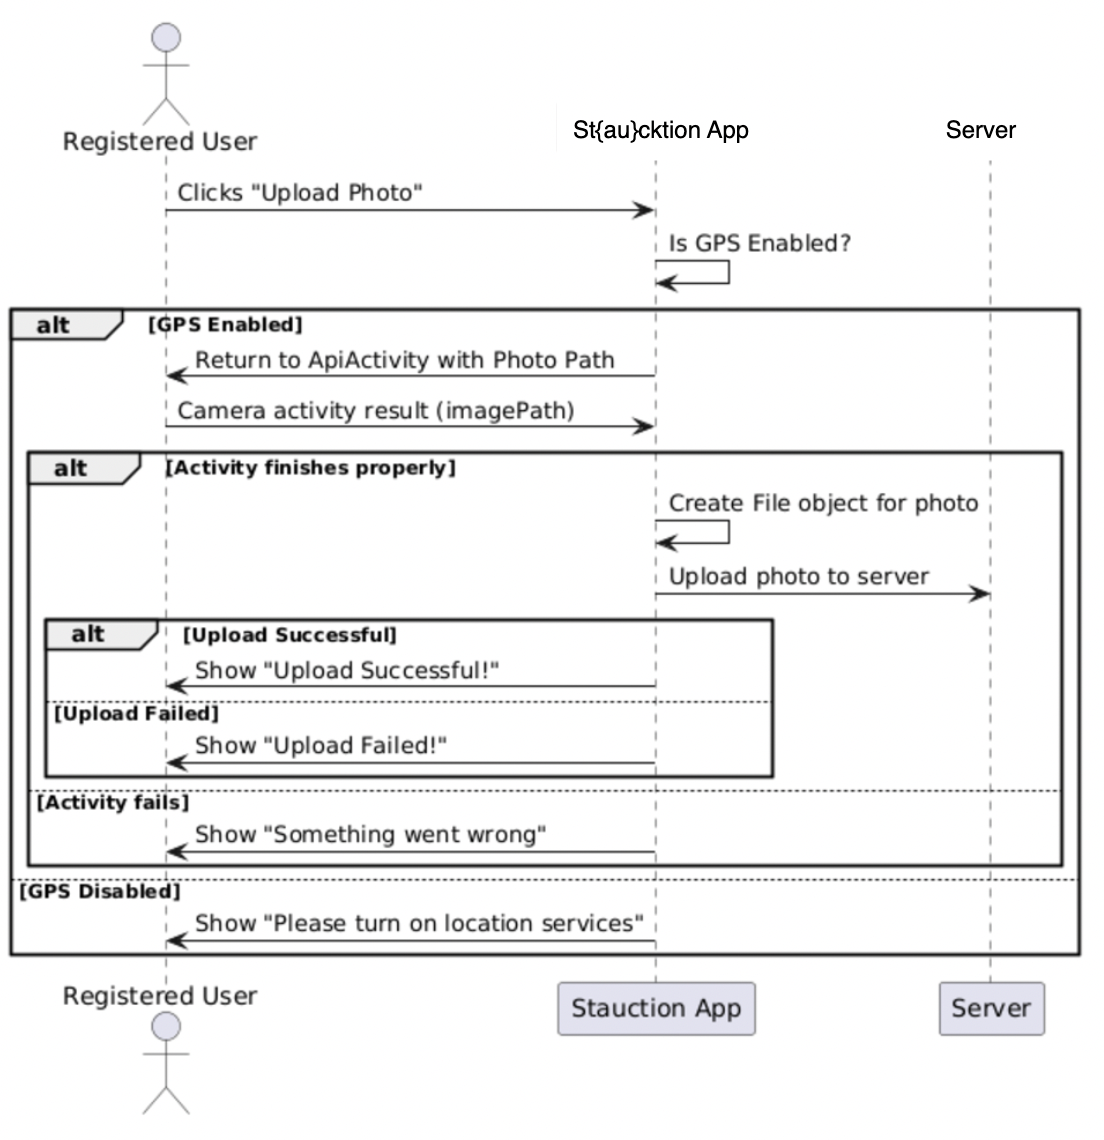 Registered User
St{au}cktion App
Server
Clicks "Upload Photo"
Is GPS Enabled?
alt [GPS Enabled]
Return to ApiActivity with Photo Path
Camera activity result (imagePath)
alt [Activity finishes properly]
Create File object for photo
Upload photo to server
alt [Upload Successful]
Show "Upload Successful!"
[Upload Failed]
Show "Upload Failed!"
[Activity fails]
Show "Something went wrong"
[GPS Disabled]
Show "Please turn on location services"
Registered User
Stauction App
Server